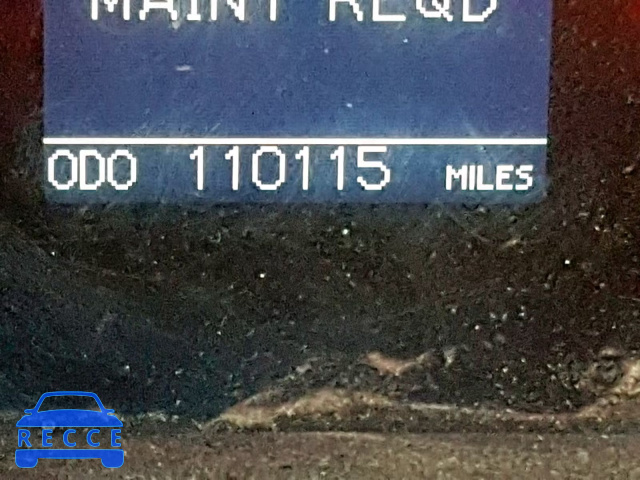 MAINT REQD
ODO 110115 MILES
RECCE